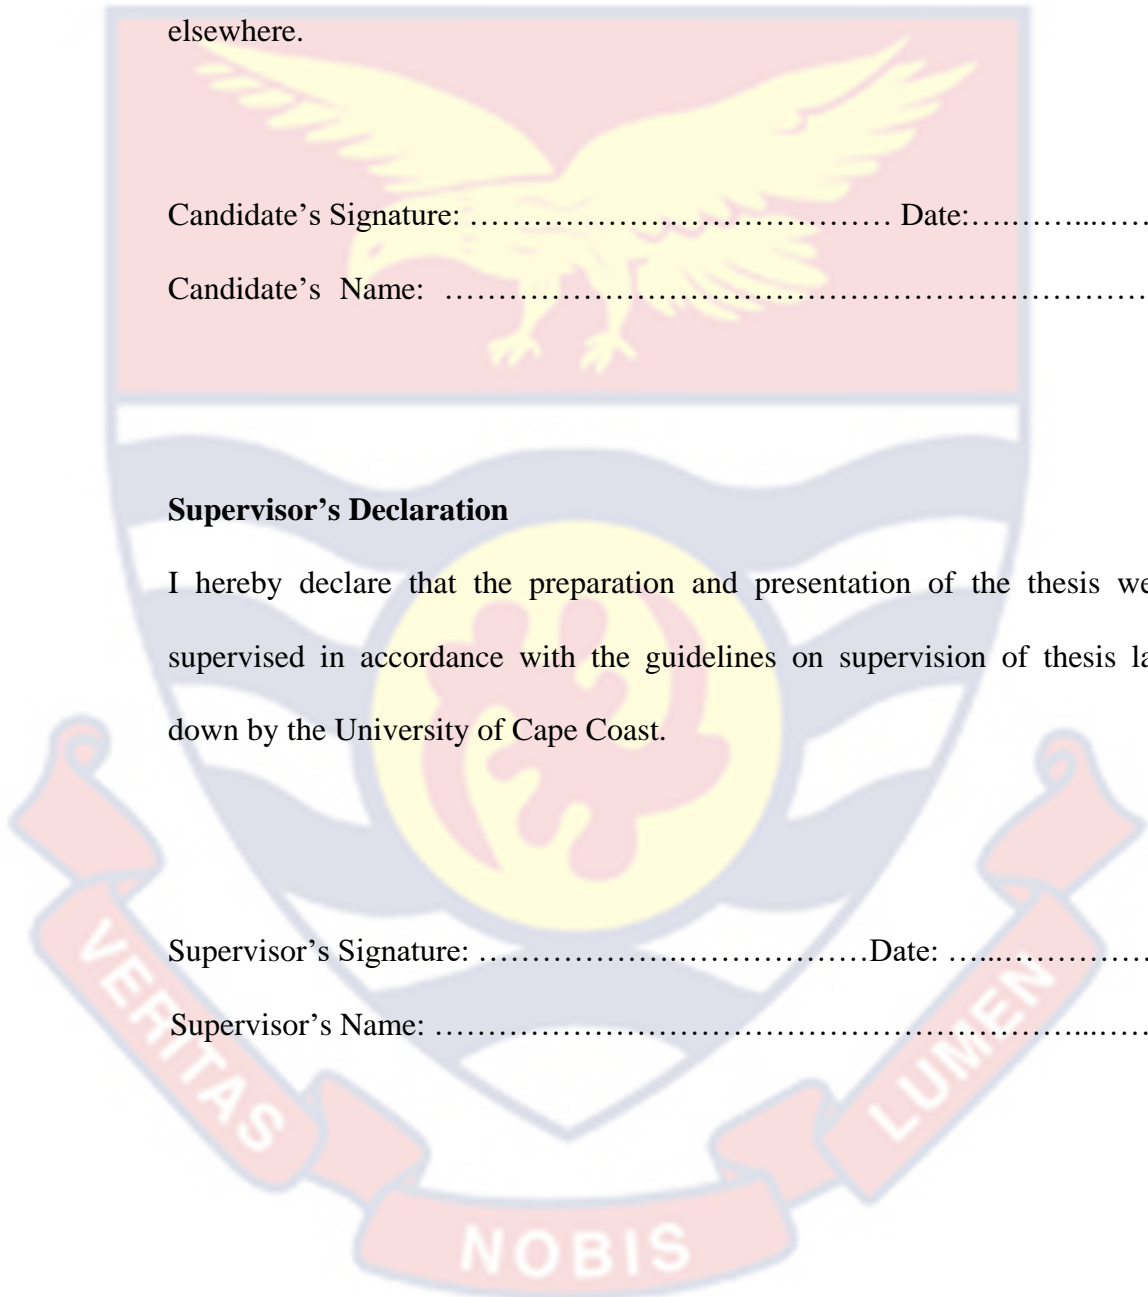 elsewhere.
Candidate’s Signature: ………………..………………… Date:….……...……
Candidate’s Name: …………………………………………………………
Supervisor’s Declaration
I hereby declare that the preparation and presentation of the thesis we
supervised in accordance with the guidelines on supervision of thesis la
down by the University of Cape Coast.
Supervisor’s Signature: ………………..………………Date: …...……………
Supervisor’s Name: ………….……………….…………………………...……
VERITAS
NOBIS
LUMEN